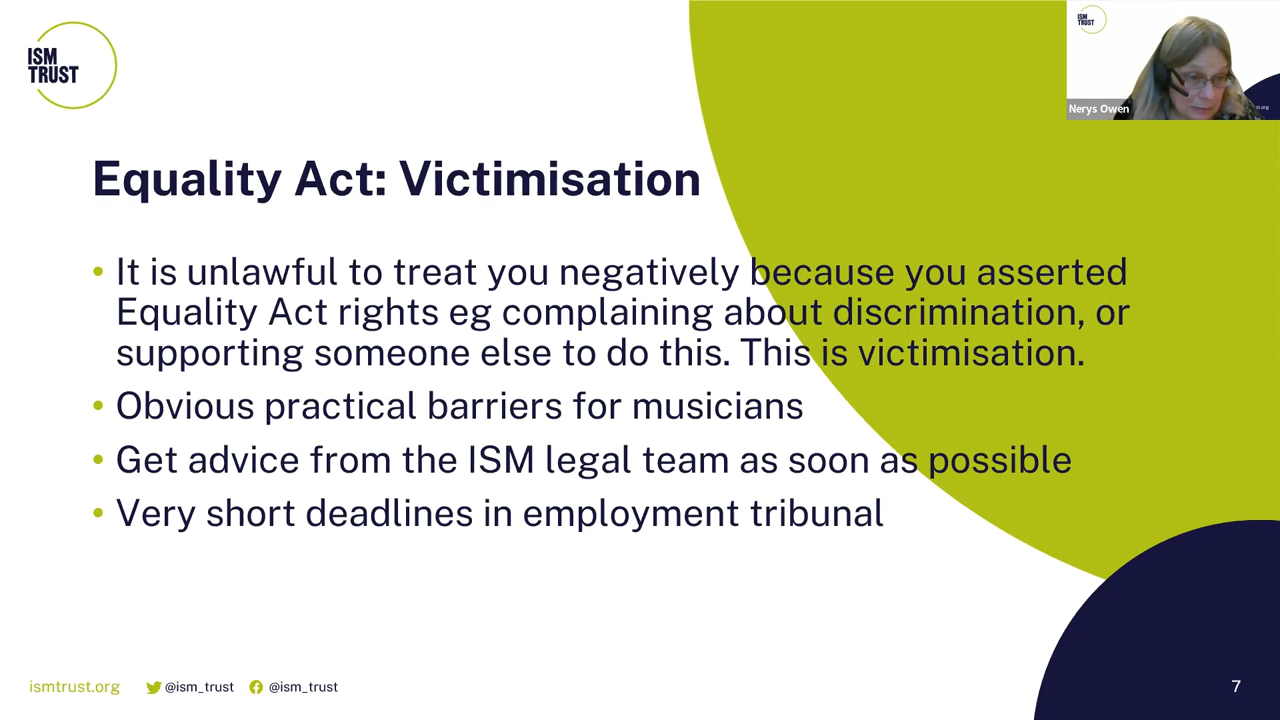 ISM
TRUST
ISM
TRUST
Nerys Owen
Equality Act: Victimisation
• It is unlawful to treat you negatively because you asserted
Equality Act rights eg complaining about discrimination, or
supporting someone else to do this. This is victimisation.
• Obvious practical barriers for musicians
• Get advice from the ISM legal team as soon as possible
• Very short deadlines in employment tribunal
ismtrust.org @ism_trust @ism_trust 7